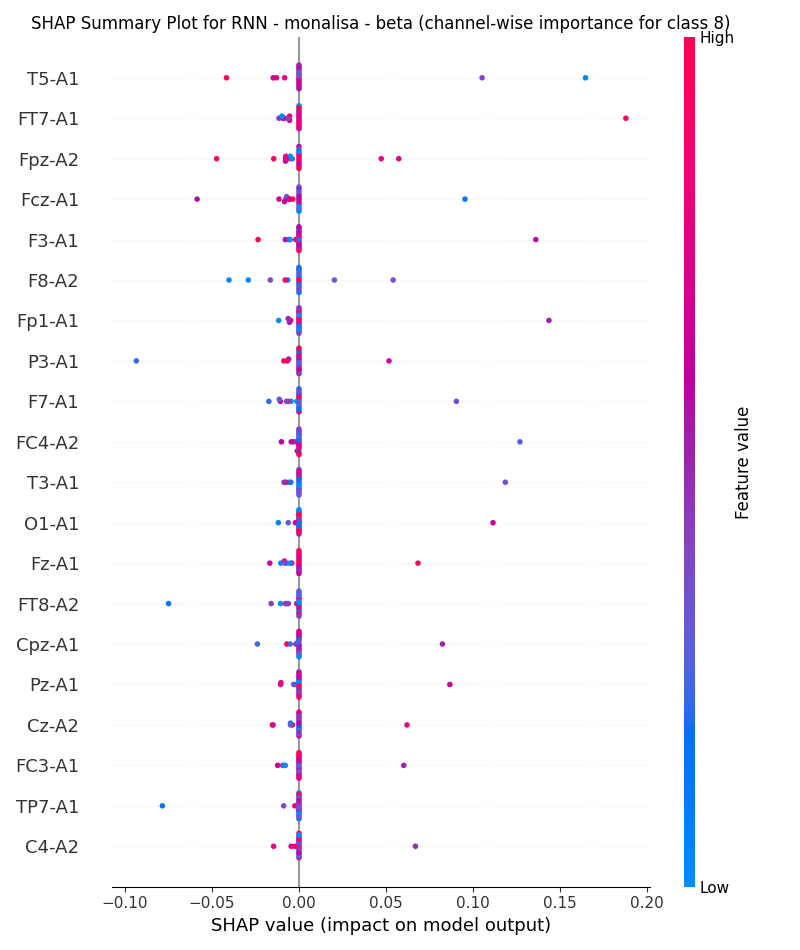 SHAP Summary Plot for RNN - monalisa - beta (channel-wise importance for class 8)
High
T5-A1
FT7-A1
Fpz-A2
Fcz-A1
F3-A1
F8-A2
Fp1-A1
P3-A1
F7-A1
FC4-A2
T3-A1
O1-A1
Fz-A1
FT8-A2
Cpz-A1
Pz-A1
Cz-A2
FC3-A1
TP7-A1
C4-A2
Feature value
Low
−0.10 −0.05 0.00 0.05 0.10 0.15 0.20
SHAP value (impact on model output)